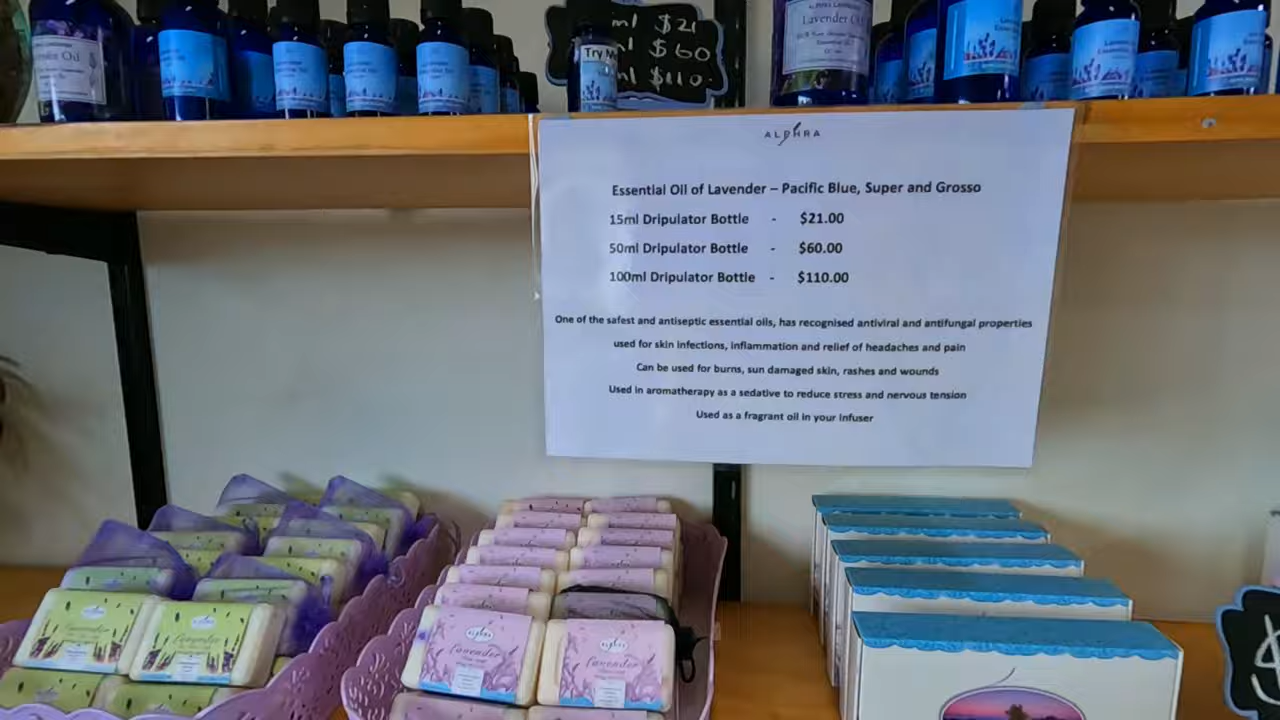 ml $21
ml $60
ml $110
Try
Lavender Oil
ALPHRA
Essential Oil of Lavender – Pacific Blue, Super and Grosso
15ml Dripulator Bottle - $21.00
50ml Dripulator Bottle - $60.00
100ml Dripulator Bottle - $110.00
One of the safest and antiseptic essential oils, has recognised antiviral and antifungal properties
used for skin infections, inflammation and relief of headaches and pain
Can be used for burns, sun damaged skin, rashes and wounds
Used in aromatherapy as a sedative to reduce stress and nervous tension
Used as a fragrant oil in your infuser
Lavender
lavender
lavender